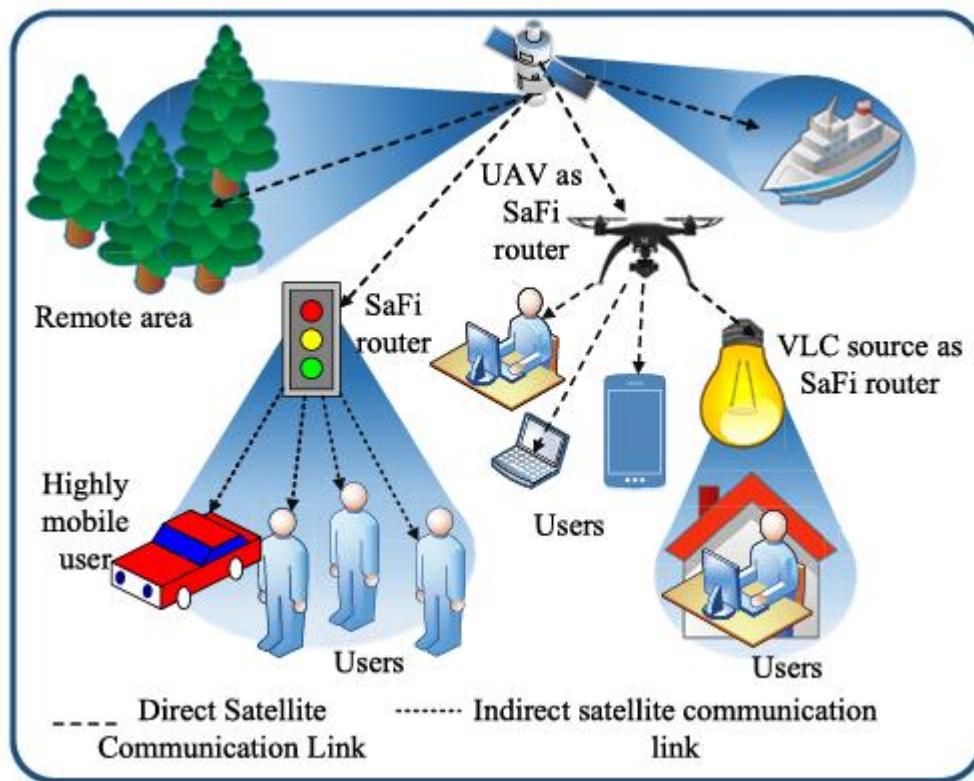 UAV as
SaFi
router
Remote area
SaFi
router
VLC source as
SaFi router
Highly
mobile
user
Users
Users
Users
Direct Satellite
Communication Link
Indirect satellite communication
link